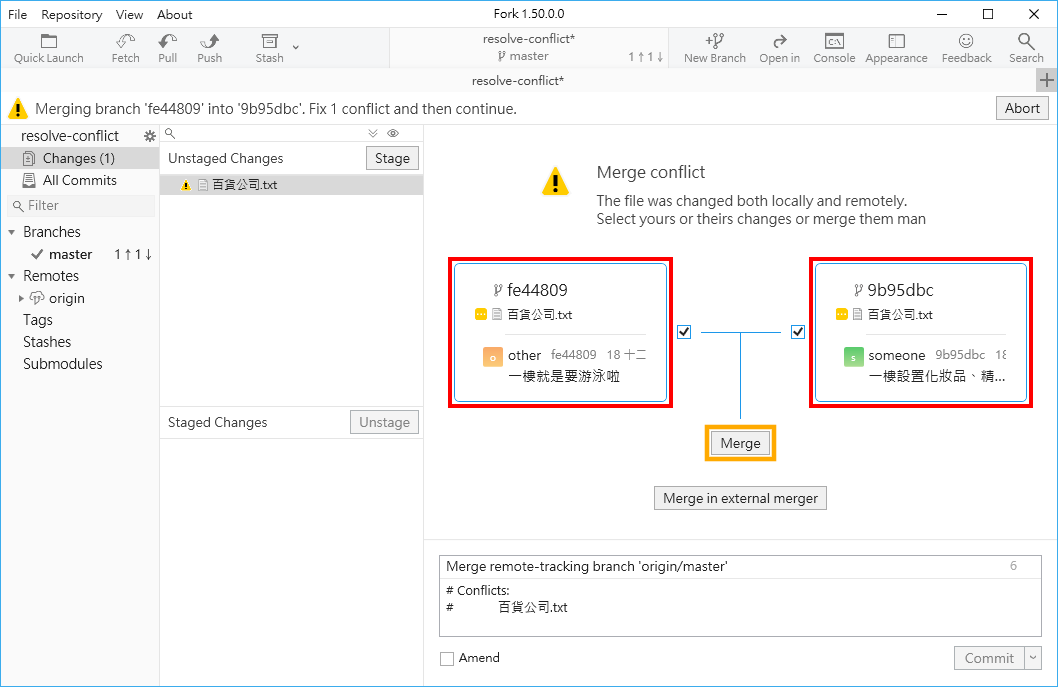 File Repository View About Fork 1.50.0.0
Quick Launch Fetch Pull Push Stash
resolve-conflict*
master 1↑1↓
New Branch Open in Console Appearance Feedback Search
resolve-conflict*
Merging branch 'fe44809' into '9b95dbc'. Fix 1 conflict and then continue. Abort
resolve-conflict
Changes (1)
All Commits
Filter
Branches
master 1↑1↓
Remotes
origin
Tags
Stashes
Submodules
Unstaged Changes Stage
百貨公司.txt
Staged Changes Unstage
Merge conflict
The file was changed both locally and remotely.
Select yours or theirs changes or merge them man
fe44809
百貨公司.txt
o other fe44809 18 十二
一樓就是要游泳啦
9b95dbc
百貨公司.txt
s someone 9b95dbc 18
一樓設置化妝品、精...
Merge
Merge in external merger
Merge remote-tracking branch 'origin/master' 6
# Conflicts:
# 百貨公司.txt
Amend Commit